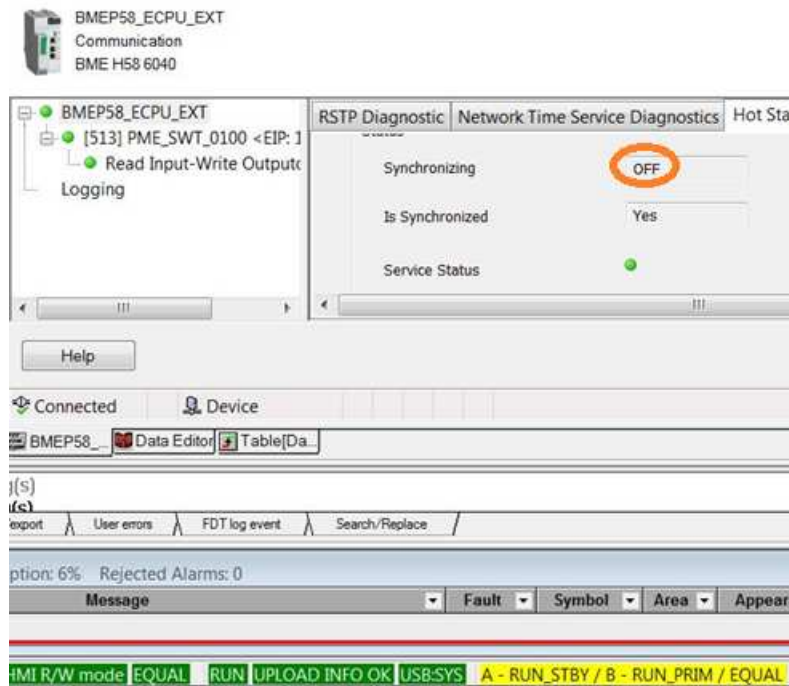 BMEP58_ECPU_EXT
Communication
BME H58 6040
BMEP58_ECPU_EXT
[513] PME_SWT_0100 <EIP: 1
Read Input-Write Outputo
Logging
RSTP Diagnostic Network Time Service Diagnostics Hot Sta
Status
Synchronizing OFF
Is Synchronized Yes
Service Status
Help
Connected Device
BMEP58_... Data Editor Table[Da...
g(s)
g(s)
export User errors FDT log event Search/Replace
ption: 6% Rejected Alarms: 0
Message Fault Symbol Area Appear
HMI R/W mode EQUAL RUN UPLOAD INFO OK USB:SYS A - RUN_STBY / B - RUN_PRIM / EQUAL